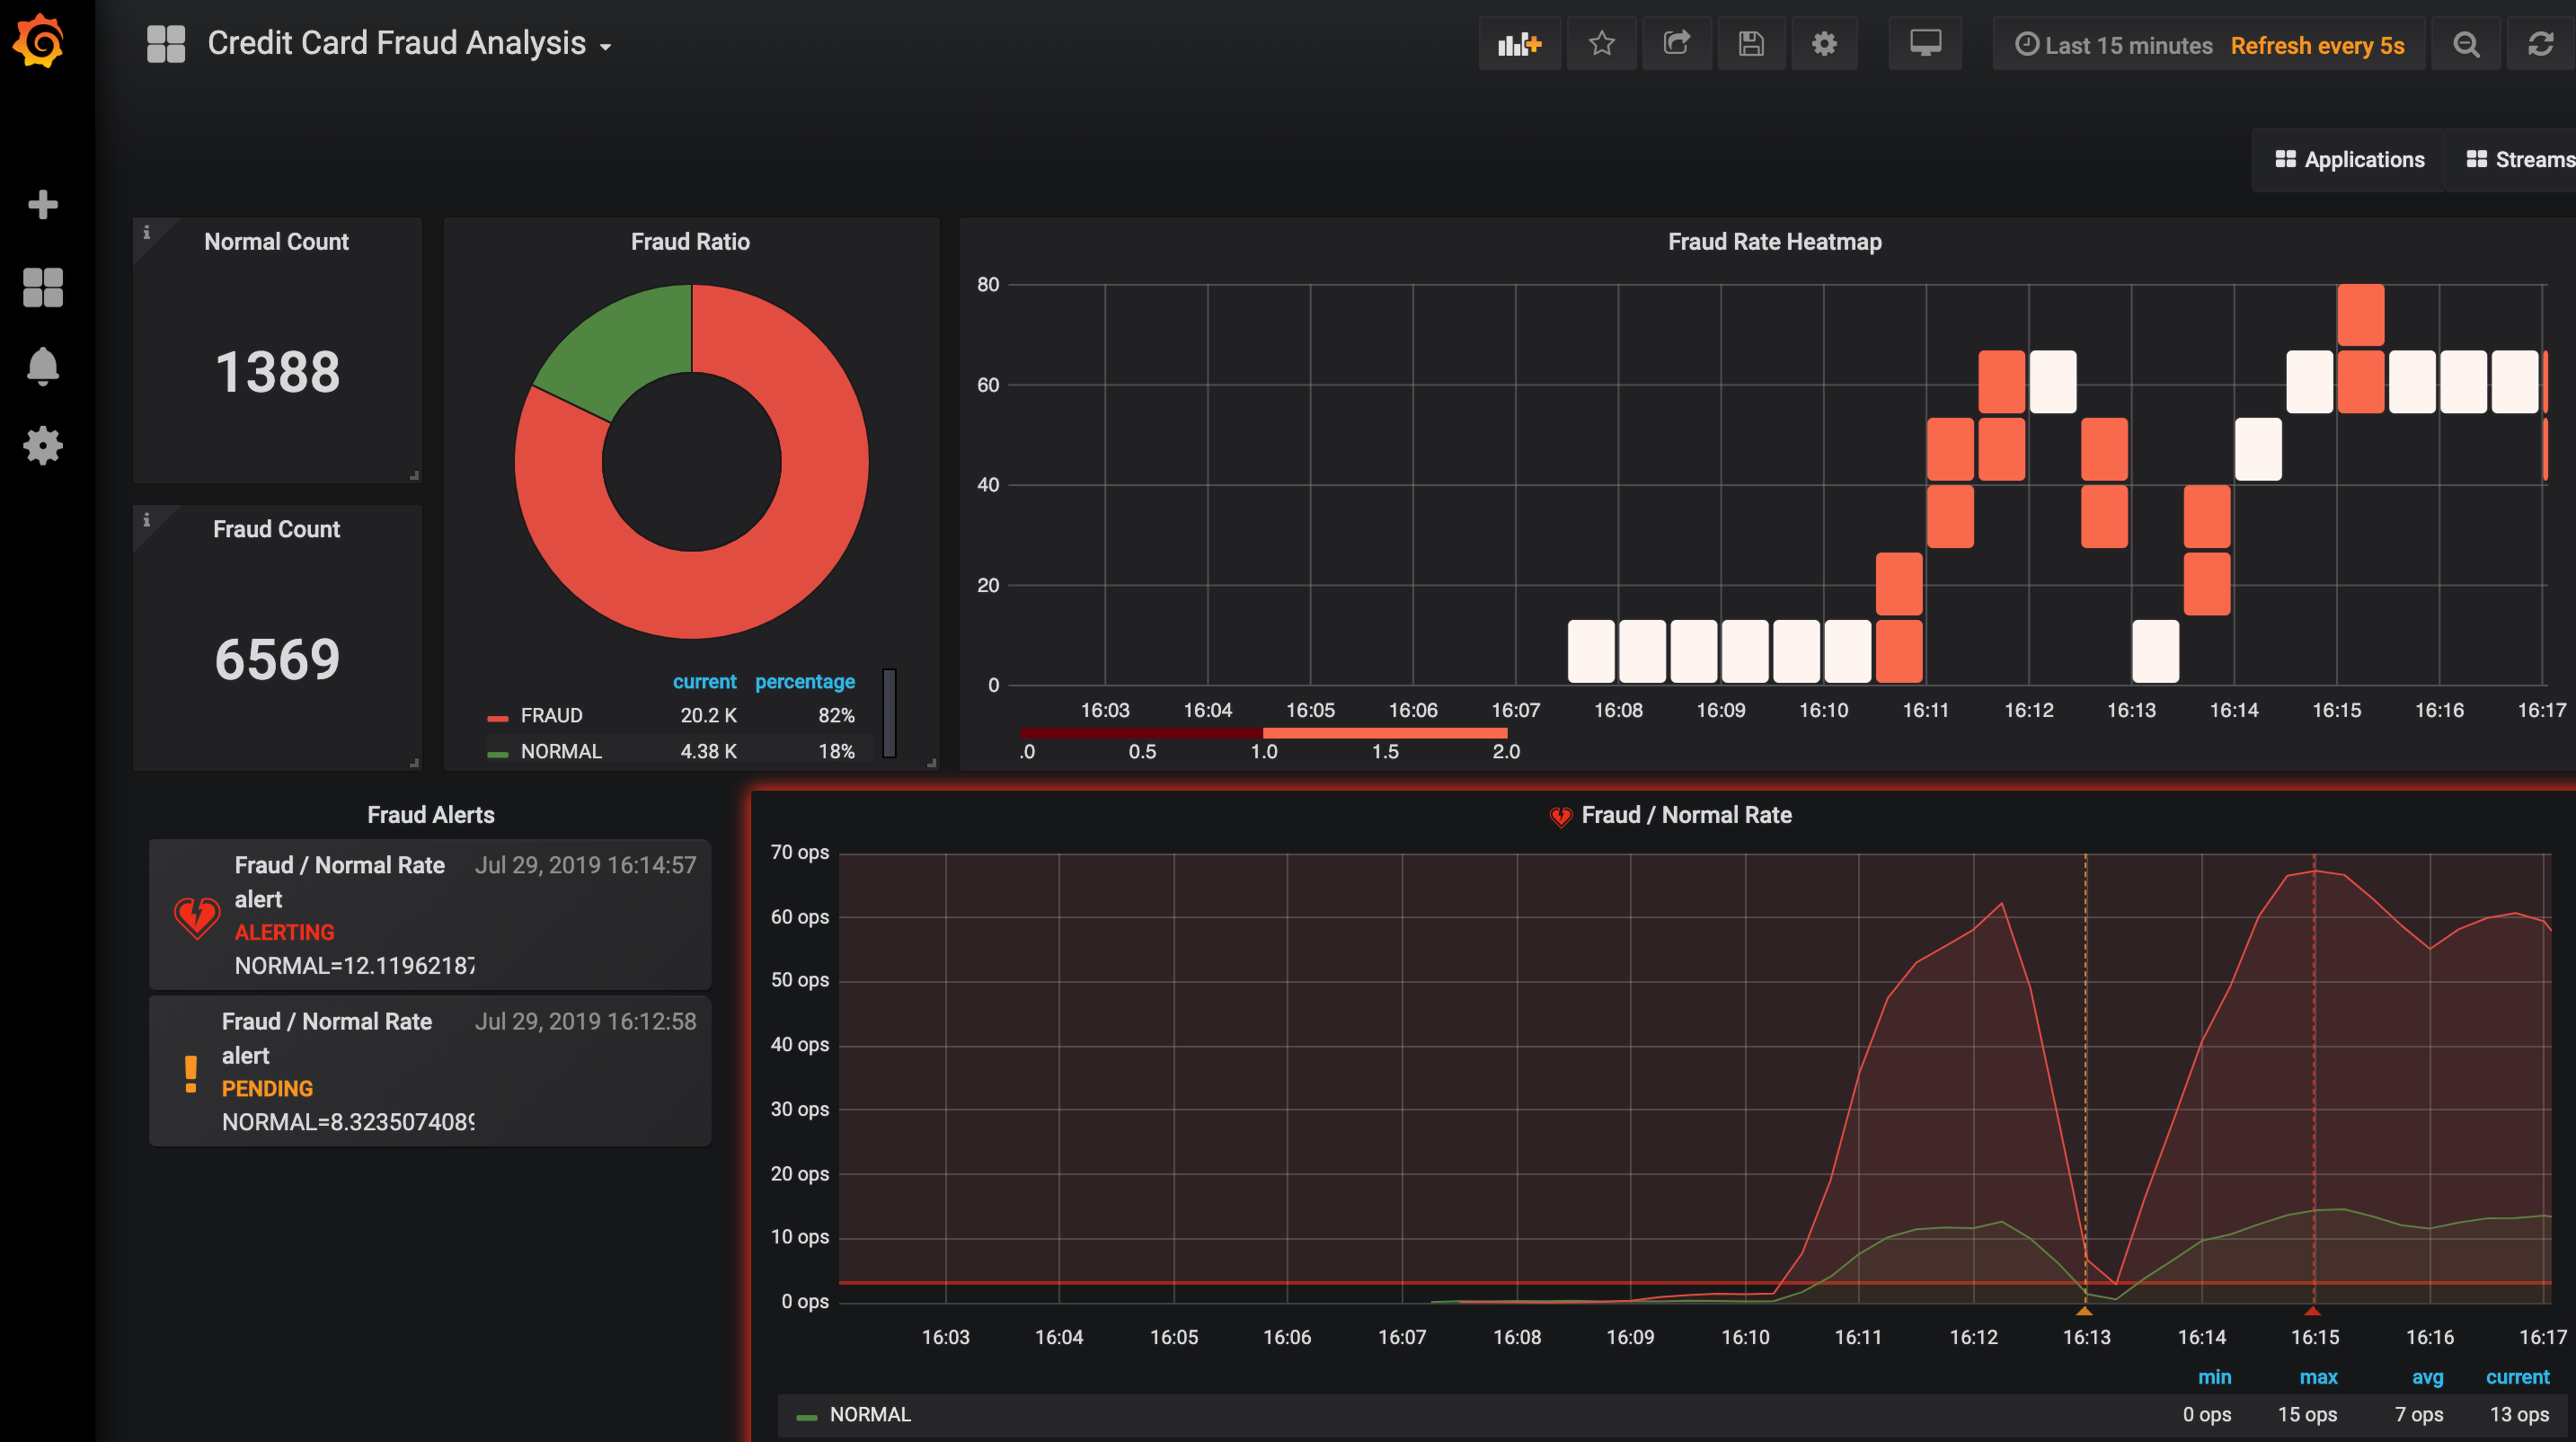 Credit Card Fraud Analysis
Last 15 minutes Refresh every 5s
Applications
Streams
Normal Count
1388
Fraud Count
6569
Fraud Ratio
current percentage
FRAUD 20.2 K 82%
NORMAL 4.38 K 18%
Fraud Rate Heatmap
80
60
40
20
0
16:03 16:04 16:05 16:06 16:07 16:08 16:09 16:10 16:11 16:12 16:13 16:14 16:15 16:16 16:17
.0 0.5 1.0 1.5 2.0
Fraud Alerts
Fraud / Normal Rate Jul 29, 2019 16:14:57
alert
ALERTING
NORMAL=12.11962187
Fraud / Normal Rate Jul 29, 2019 16:12:58
alert
PENDING
NORMAL=8.323507408
Fraud / Normal Rate
70 ops
60 ops
50 ops
40 ops
30 ops
20 ops
10 ops
0 ops
16:03 16:04 16:05 16:06 16:07 16:08 16:09 16:10 16:11 16:12 16:13 16:14 16:15 16:16 16:17
min max avg current
NORMAL 0 ops 15 ops 7 ops 13 ops